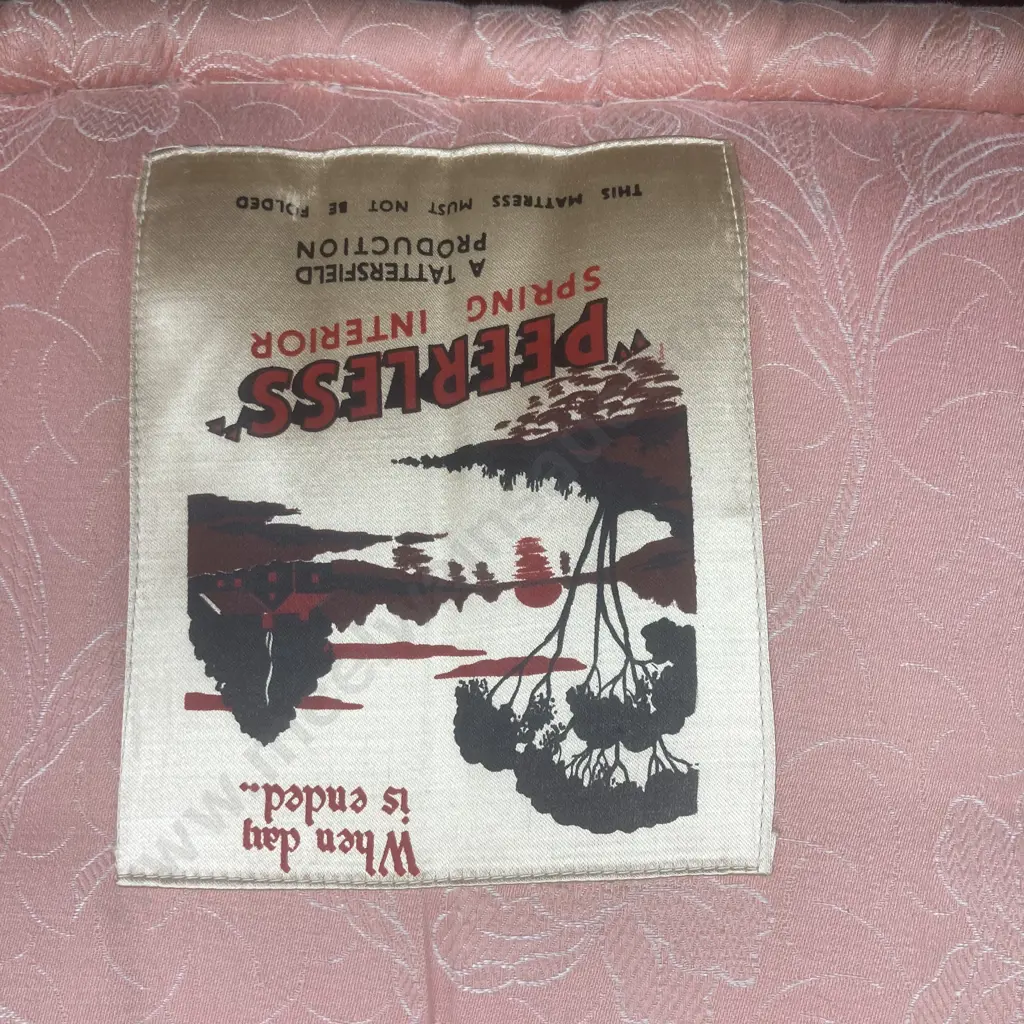 When day
is ended..
"PEERLESS"
SPRING INTERIOR
A TATTERSFIELD
PRODUCTION
THIS MATTRESS MUST NOT BE FOLDED